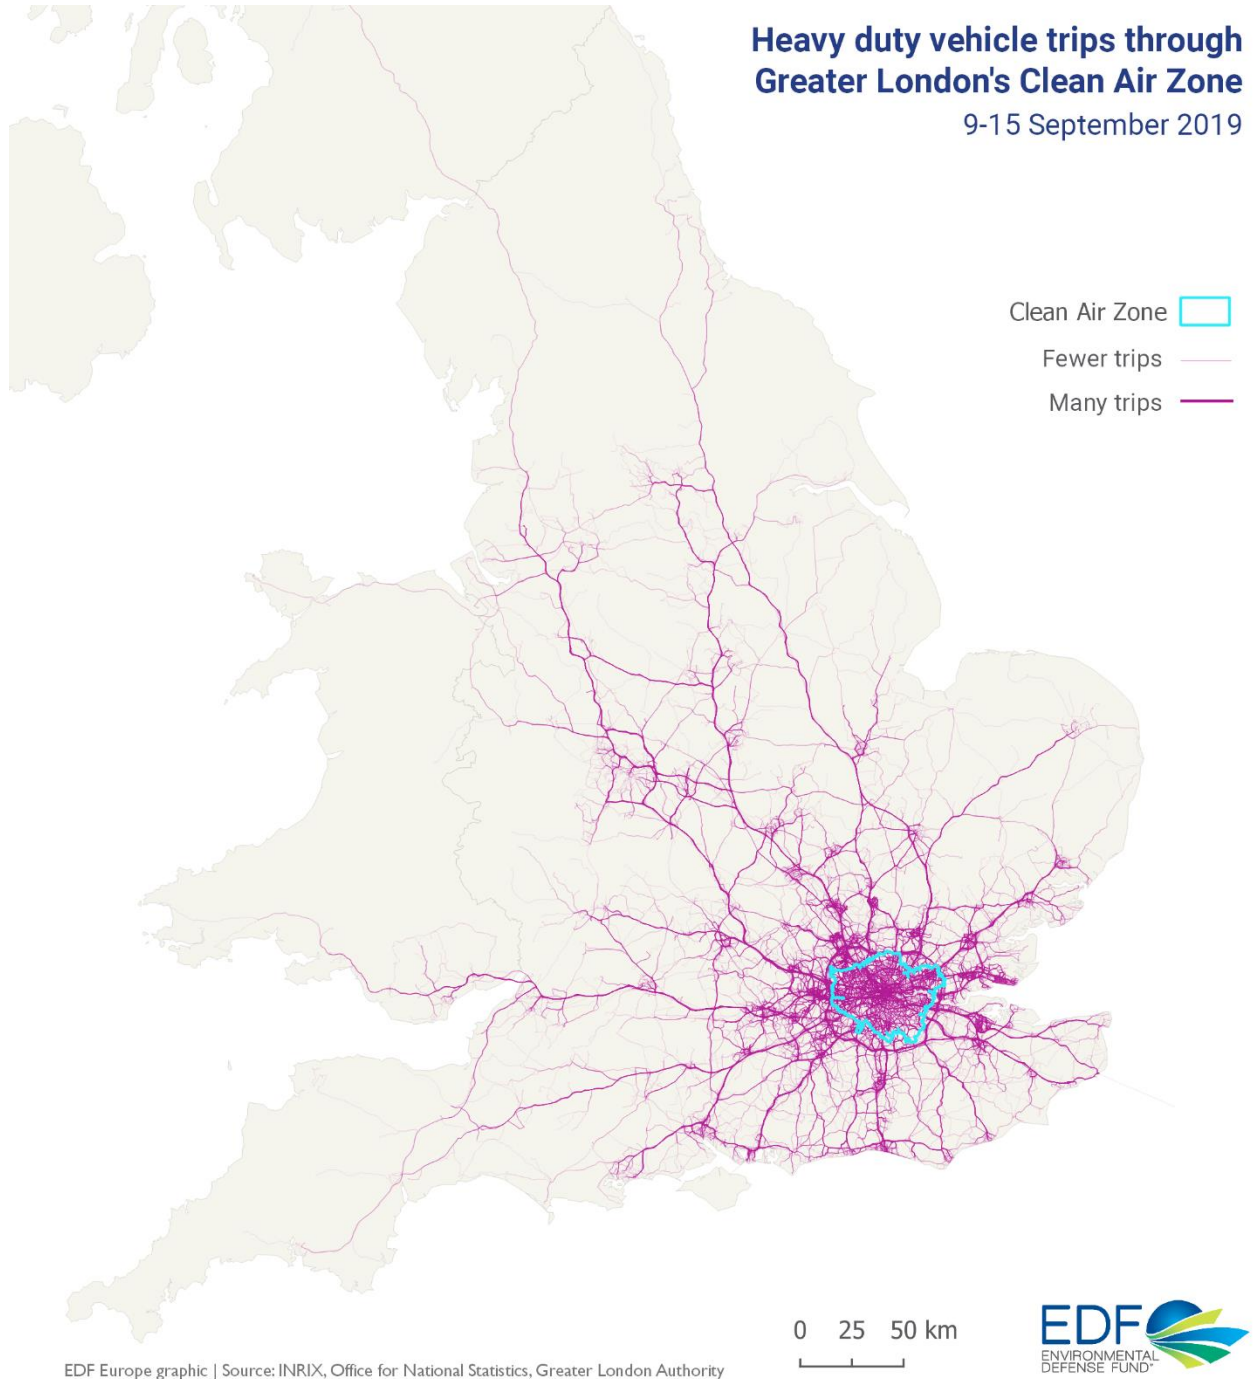 Heavy duty vehicle trips through
Greater London's Clean Air Zone
9-15 September 2019
Clean Air Zone
Fewer trips
Many trips
0 25 50 km
EDF
ENVIRONMENTAL
DEFENSE FUND
EDF Europe graphic | Source: INRIX, Office for National Statistics, Greater London Authority